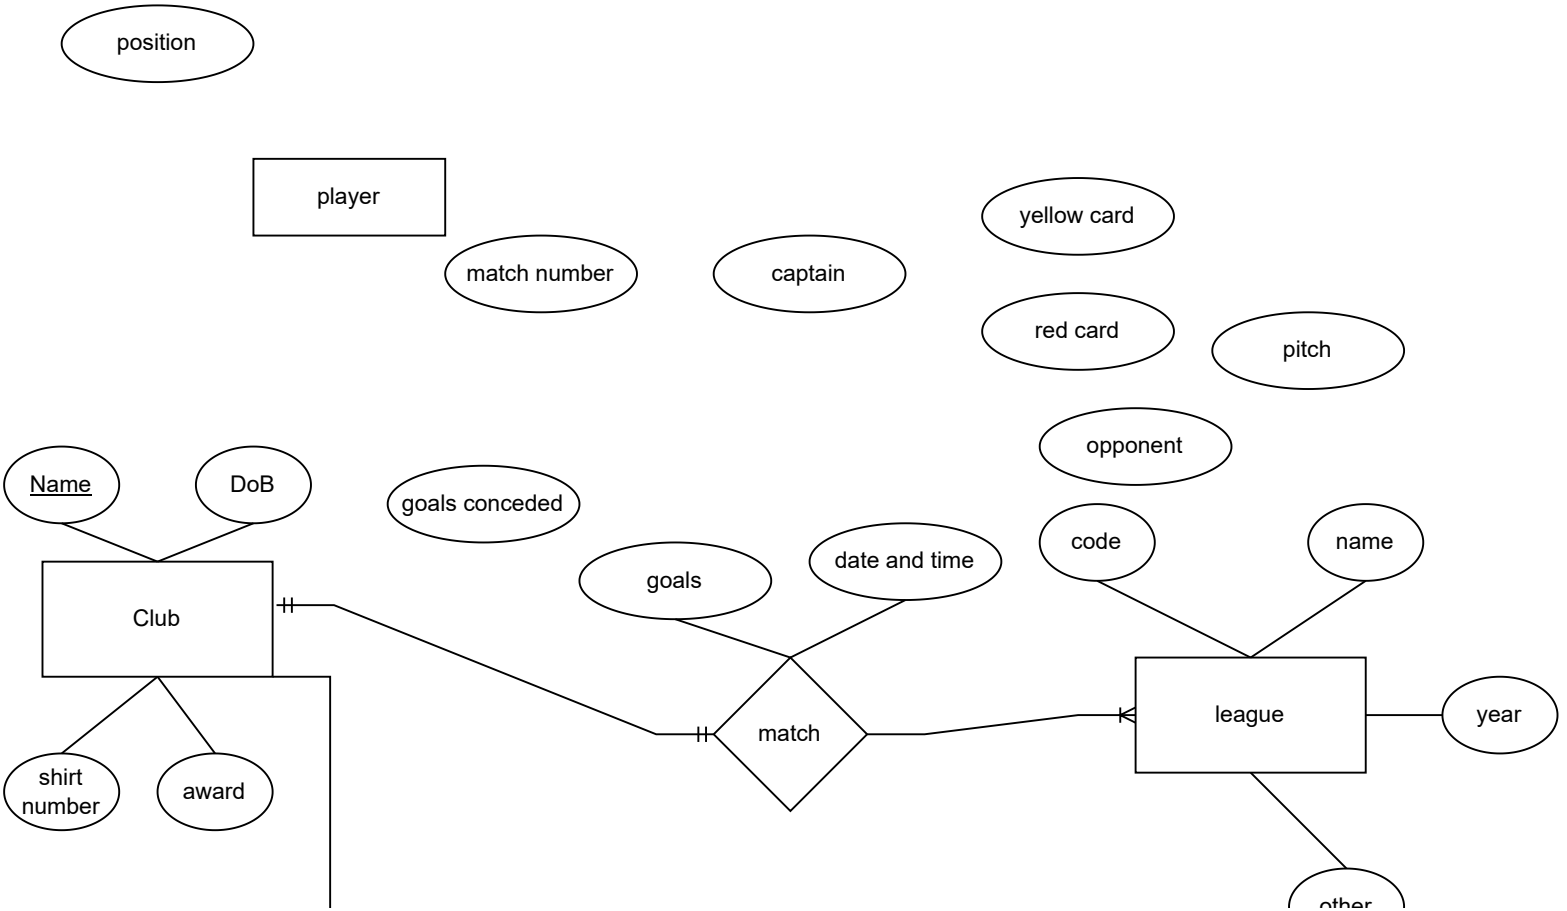 position
player
yellow card
match number
captain
red card
pitch
opponent
Name
DoB
goals conceded
code
name
date and time
goals
Club
league
year
match
shirt
number
award
other